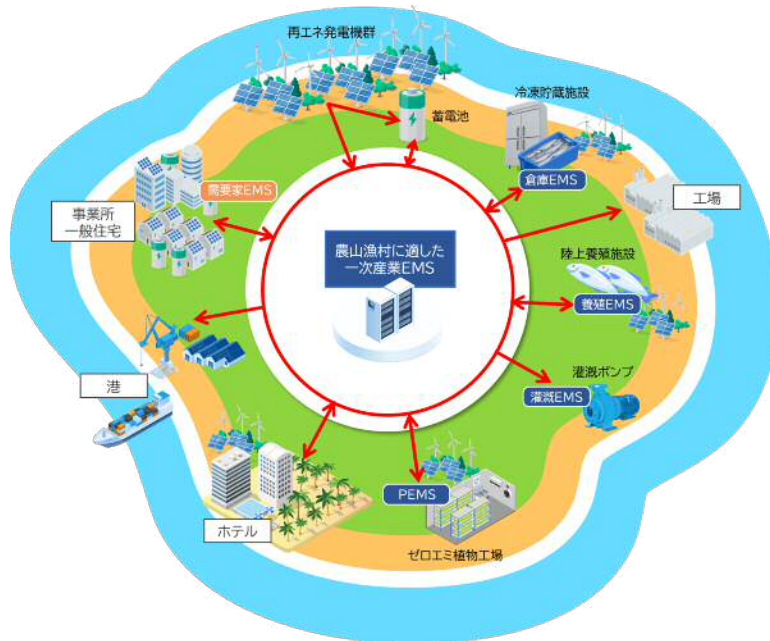 再エネ発電機群
冷凍貯蔵施設
蓄電池
倉庫EMS
工場
需要家EMS
事業所
一般住宅
農山漁村に適した
一次産業EMS
陸上養殖施設
養殖EMS
灌漑ポンプ
灌漑EMS
港
PEMS
ホテル
ゼロエミ植物工場